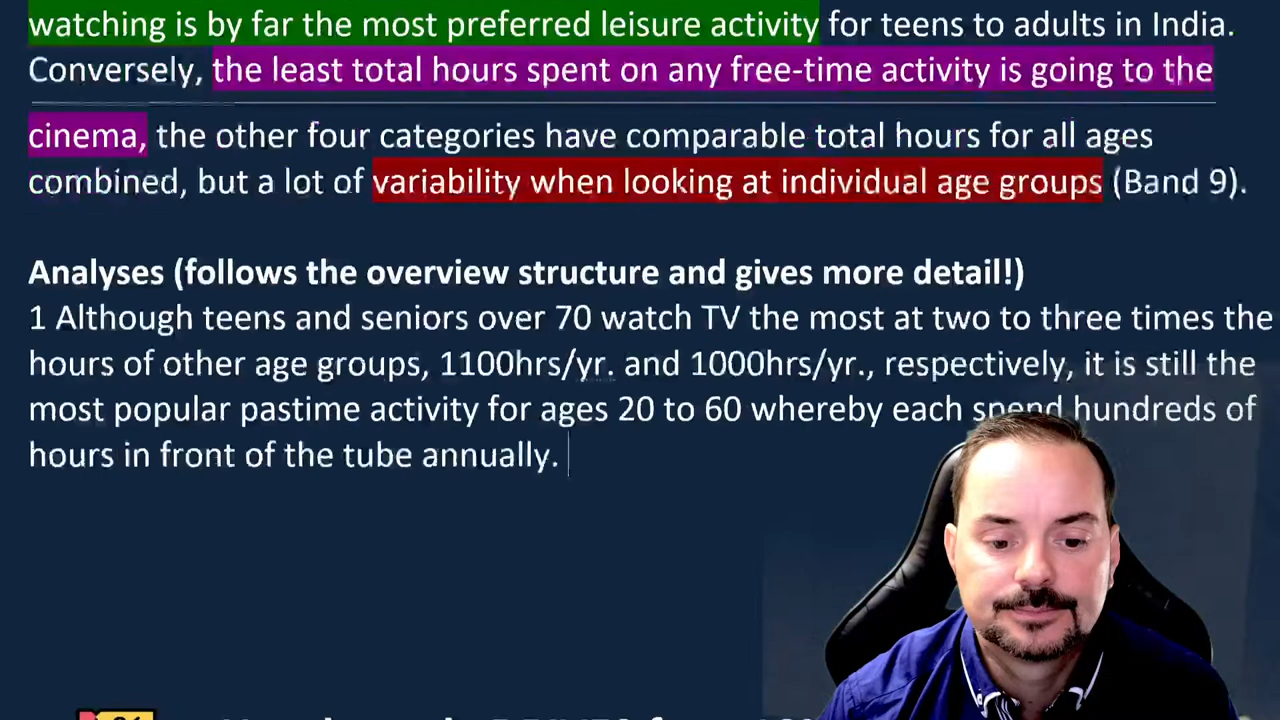 watching is by far the most preferred leisure activity for teens to adults in India.
Conversely, the least total hours spent on any free-time activity is going to the
cinema, the other four categories have comparable total hours for all ages
combined, but a lot of variability when looking at individual age groups (Band 9).
Analyses (follows the overview structure and gives more detail!)
1 Although teens and seniors over 70 watch TV the most at two to three times the
hours of other age groups, 1100hrs/yr. and 1000hrs/yr., respectively, it is still the
most popular pastime activity for ages 20 to 60 whereby each spend hundreds of
hours in front of the tube annually.